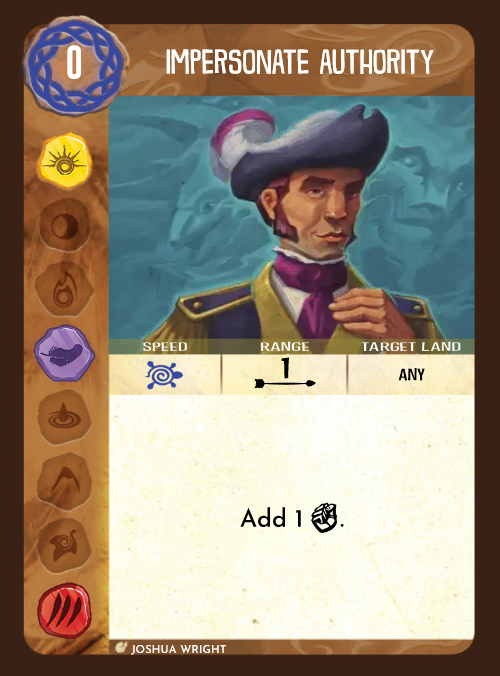 0
IMPERSONATE AUTHORITY
SPEED RANGE TARGET LAND
1 ANY
Add 1 .
JOSHUA WRIGHT